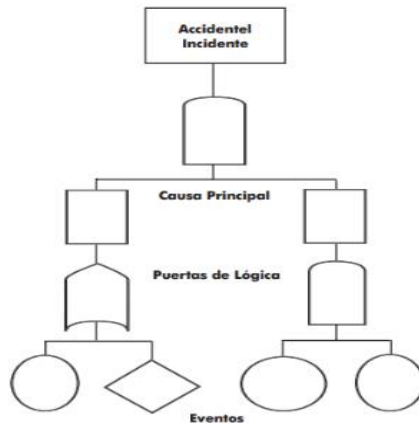 Accidentel
Incidente
Causa Principal
Puertas de Lógica
Eventos